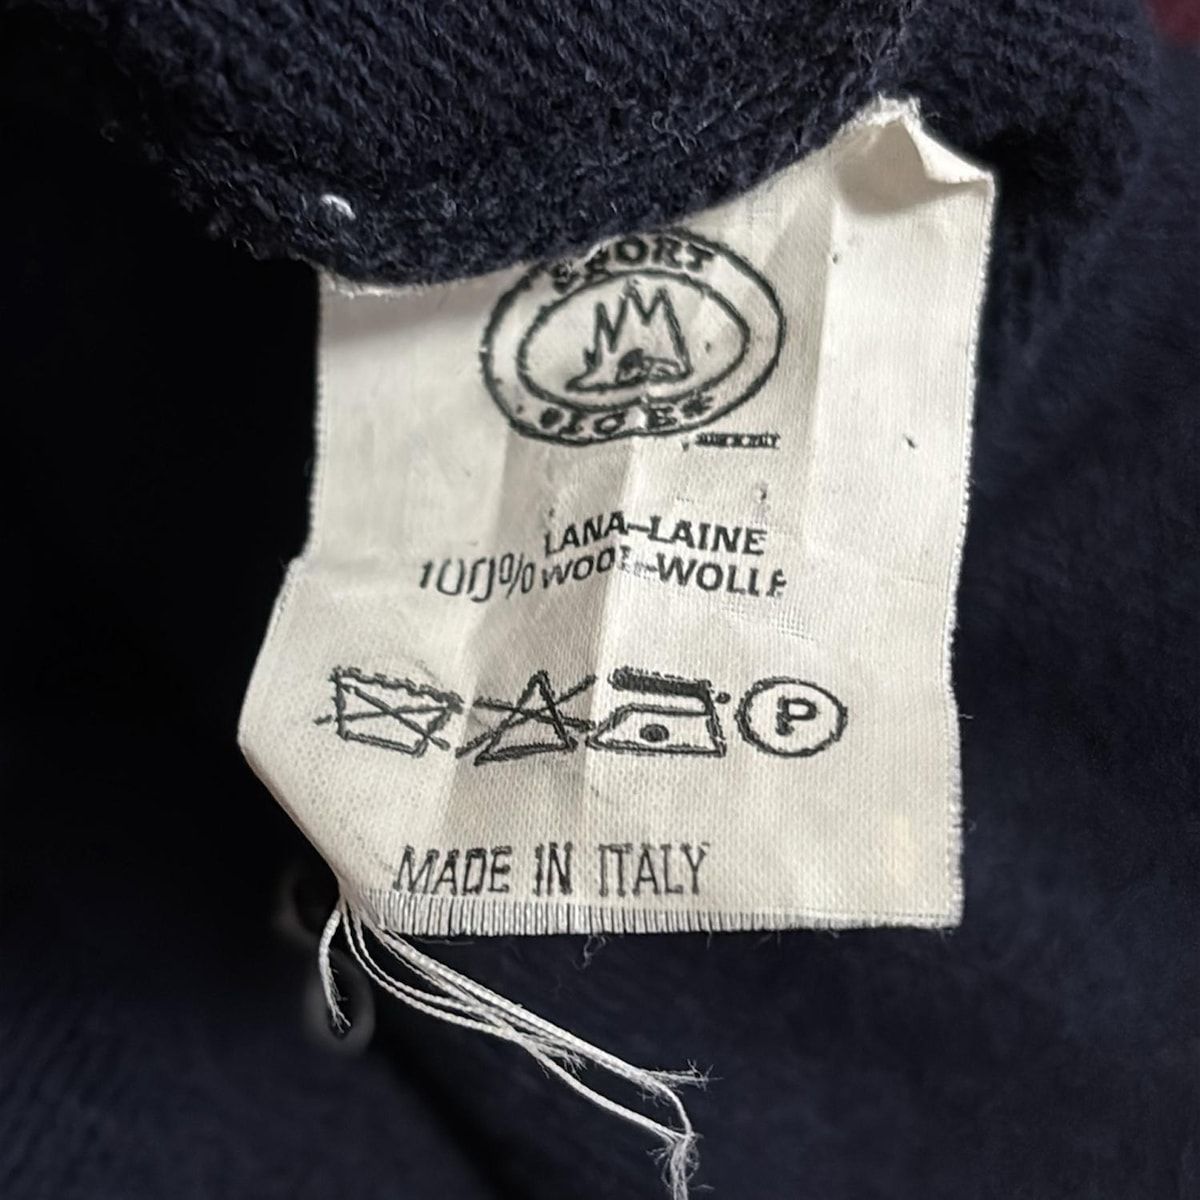 SPORT
ICE
LANA-LAINE
100% WOOL-WOLLE
P
MADE IN ITALY